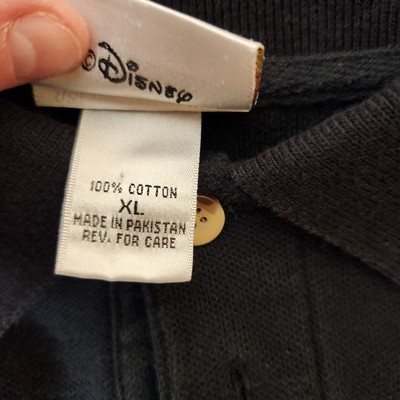 © Disney
100% COTTON
XL
MADE IN PAKISTAN
REV. FOR CARE